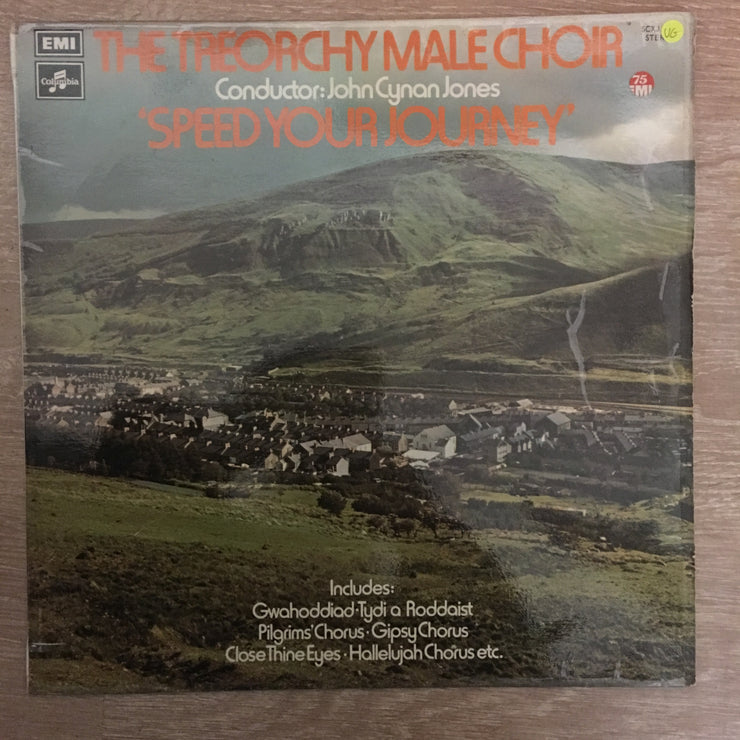 EMI
Columbia
THE TREORCHY MALE CHOIR
Conductor: John Cynan Jones
'SPEED YOUR JOURNEY'
UG
75
EMI
Includes:
Gwahoddiad·Tydi a Roddaist
Pilgrims' Chorus · Gipsy Chorus
Close Thine Eyes · Hallelujah Chorus etc.